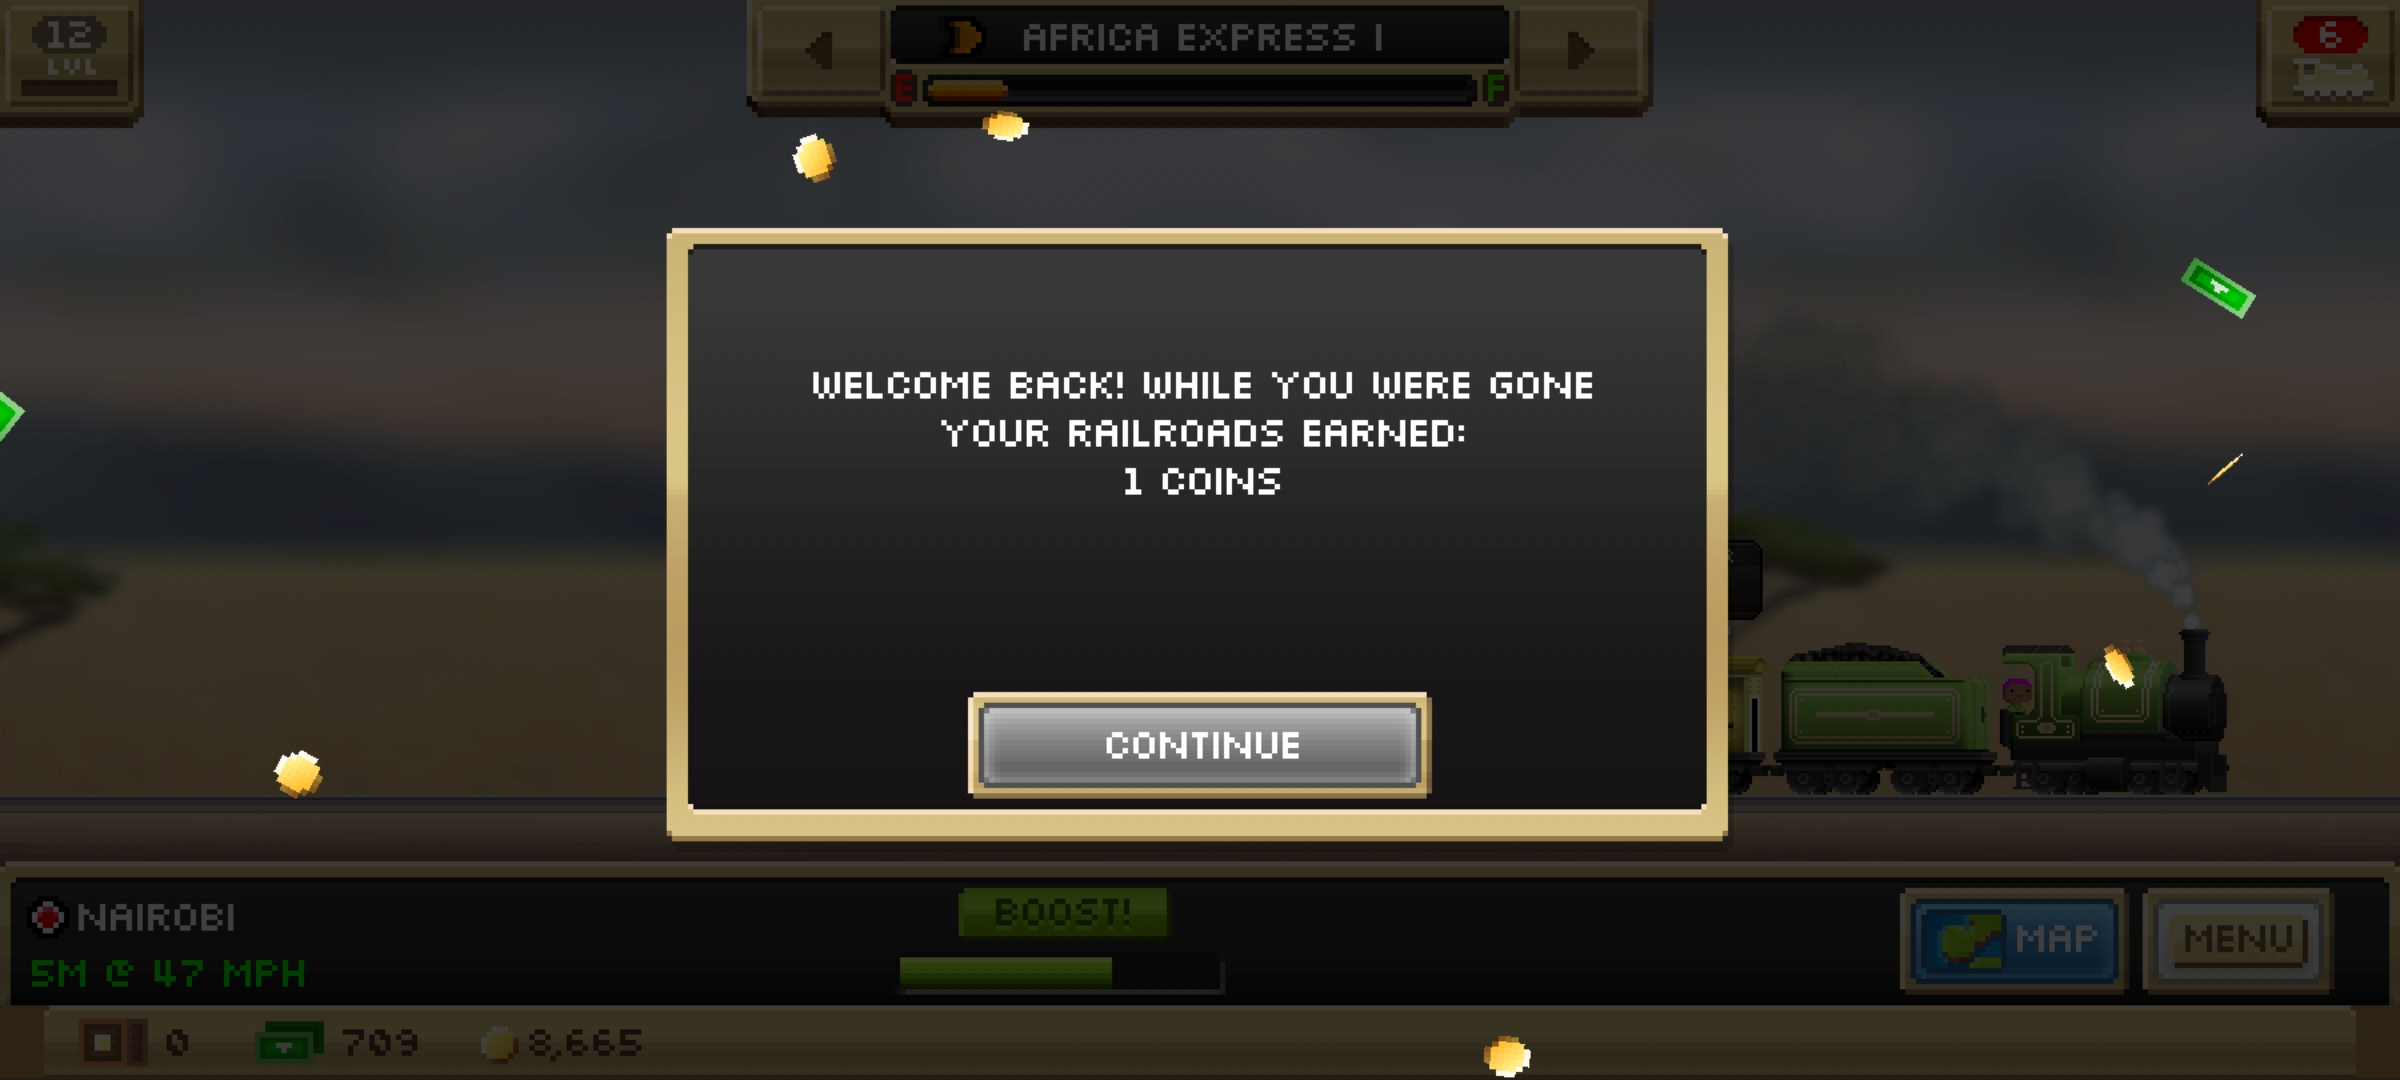 12
LVL
AFRICA EXPRESS I
E
F
6
WELCOME BACK! WHILE YOU WERE GONE
YOUR RAILROADS EARNED:
1 COINS
CONTINUE
NAIROBI
5M @ 47 MPH
BOOST!
MAP
MENU
0
709
8,665